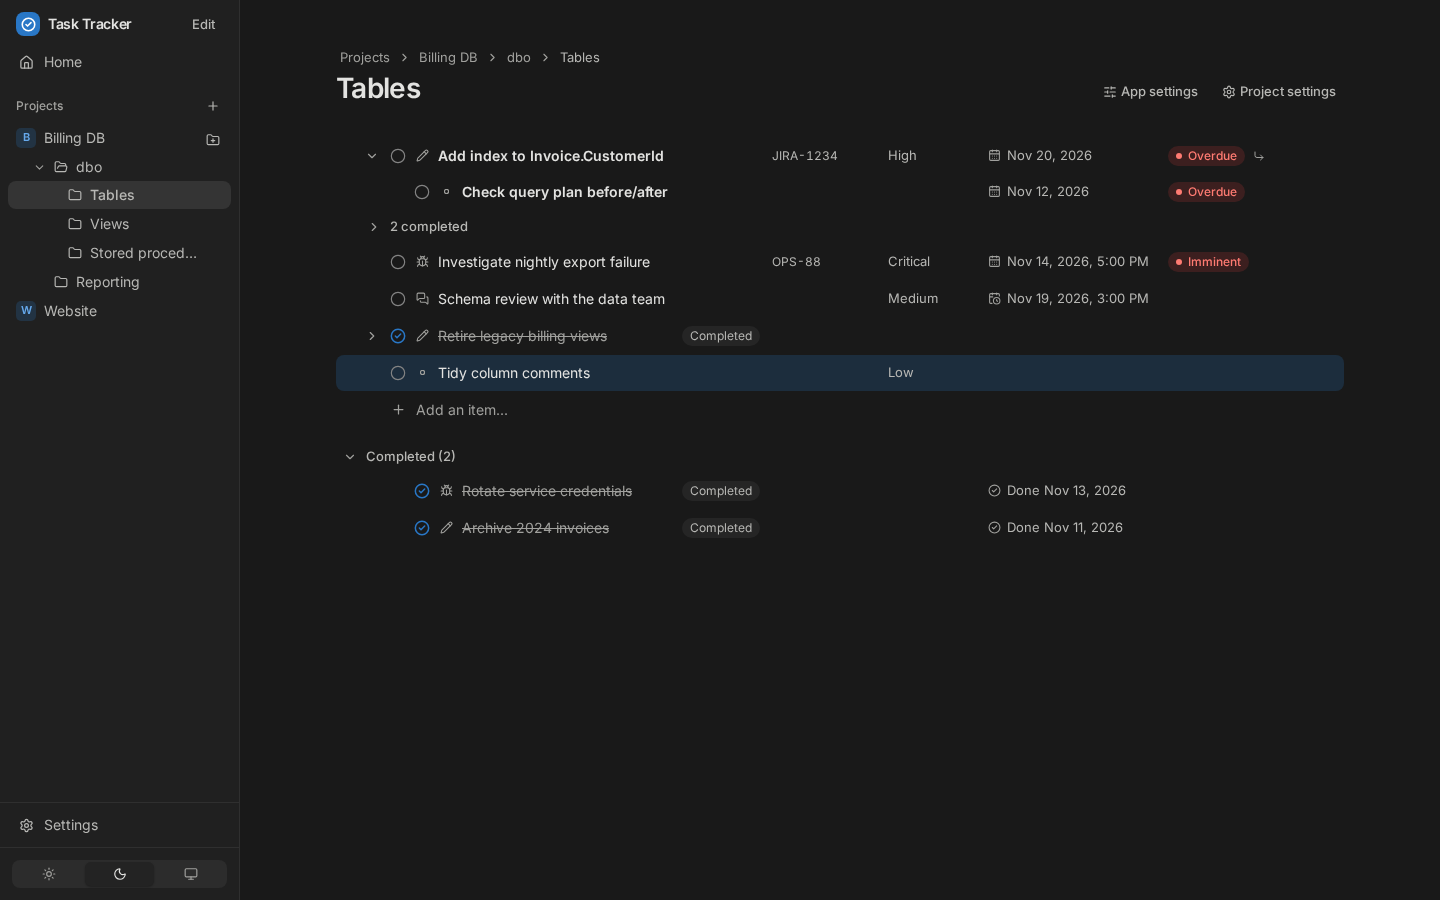 Task Tracker
Edit
Home
Projects
B Billing DB
dbo
Tables
Views
Stored proced...
Reporting
W Website
Settings
Projects > Billing DB > dbo > Tables
Tables
App settings
Project settings
Add index to Invoice.CustomerId JIRA-1234 High Nov 20, 2026 Overdue
Check query plan before/after Nov 12, 2026 Overdue
2 completed
Investigate nightly export failure OPS-88 Critical Nov 14, 2026, 5:00 PM Imminent
Schema review with the data team Medium Nov 19, 2026, 3:00 PM
Retire legacy billing views Completed
Tidy column comments Low
Add an item...
Completed (2)
Rotate service credentials Completed Done Nov 13, 2026
Archive 2024 invoices Completed Done Nov 11, 2026